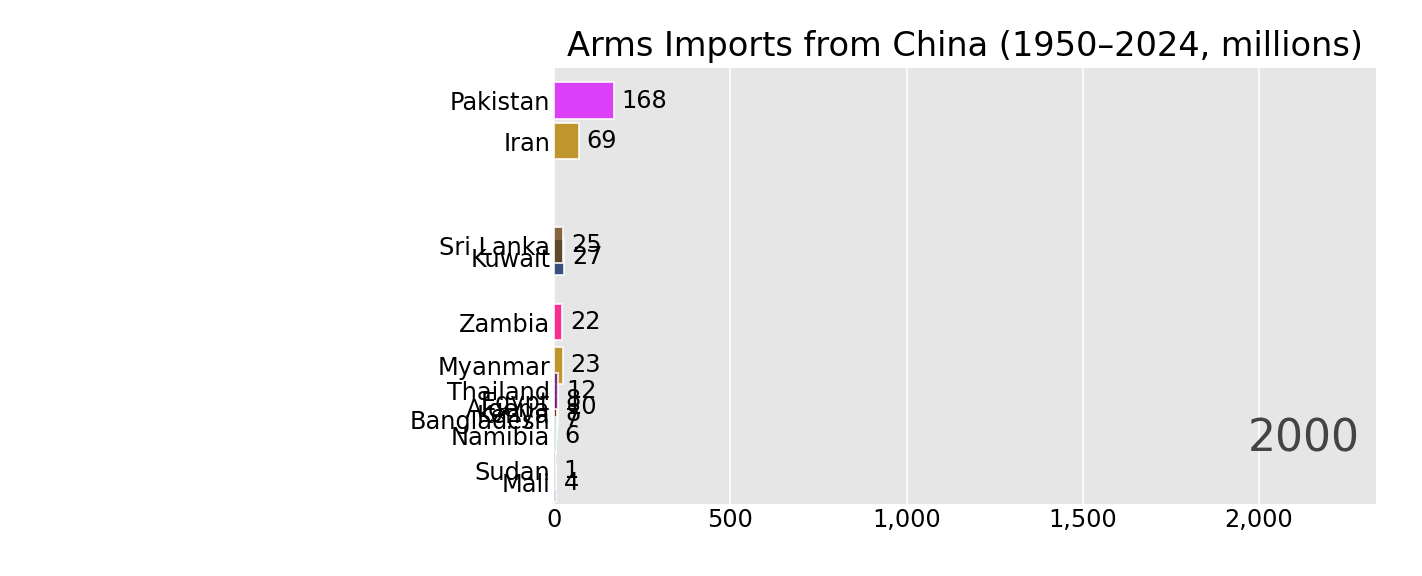 Arms Imports from China (1950–2024, millions)
Pakistan 168
Iran 69
Sri Lanka 25
Kuwait 27
Zambia 22
Myanmar 23
Thailand 12
Egypt
Bangladesh 7
Namibia 6
2000
Sudan 1
Mali 4
0 500 1,000 1,500 2,000